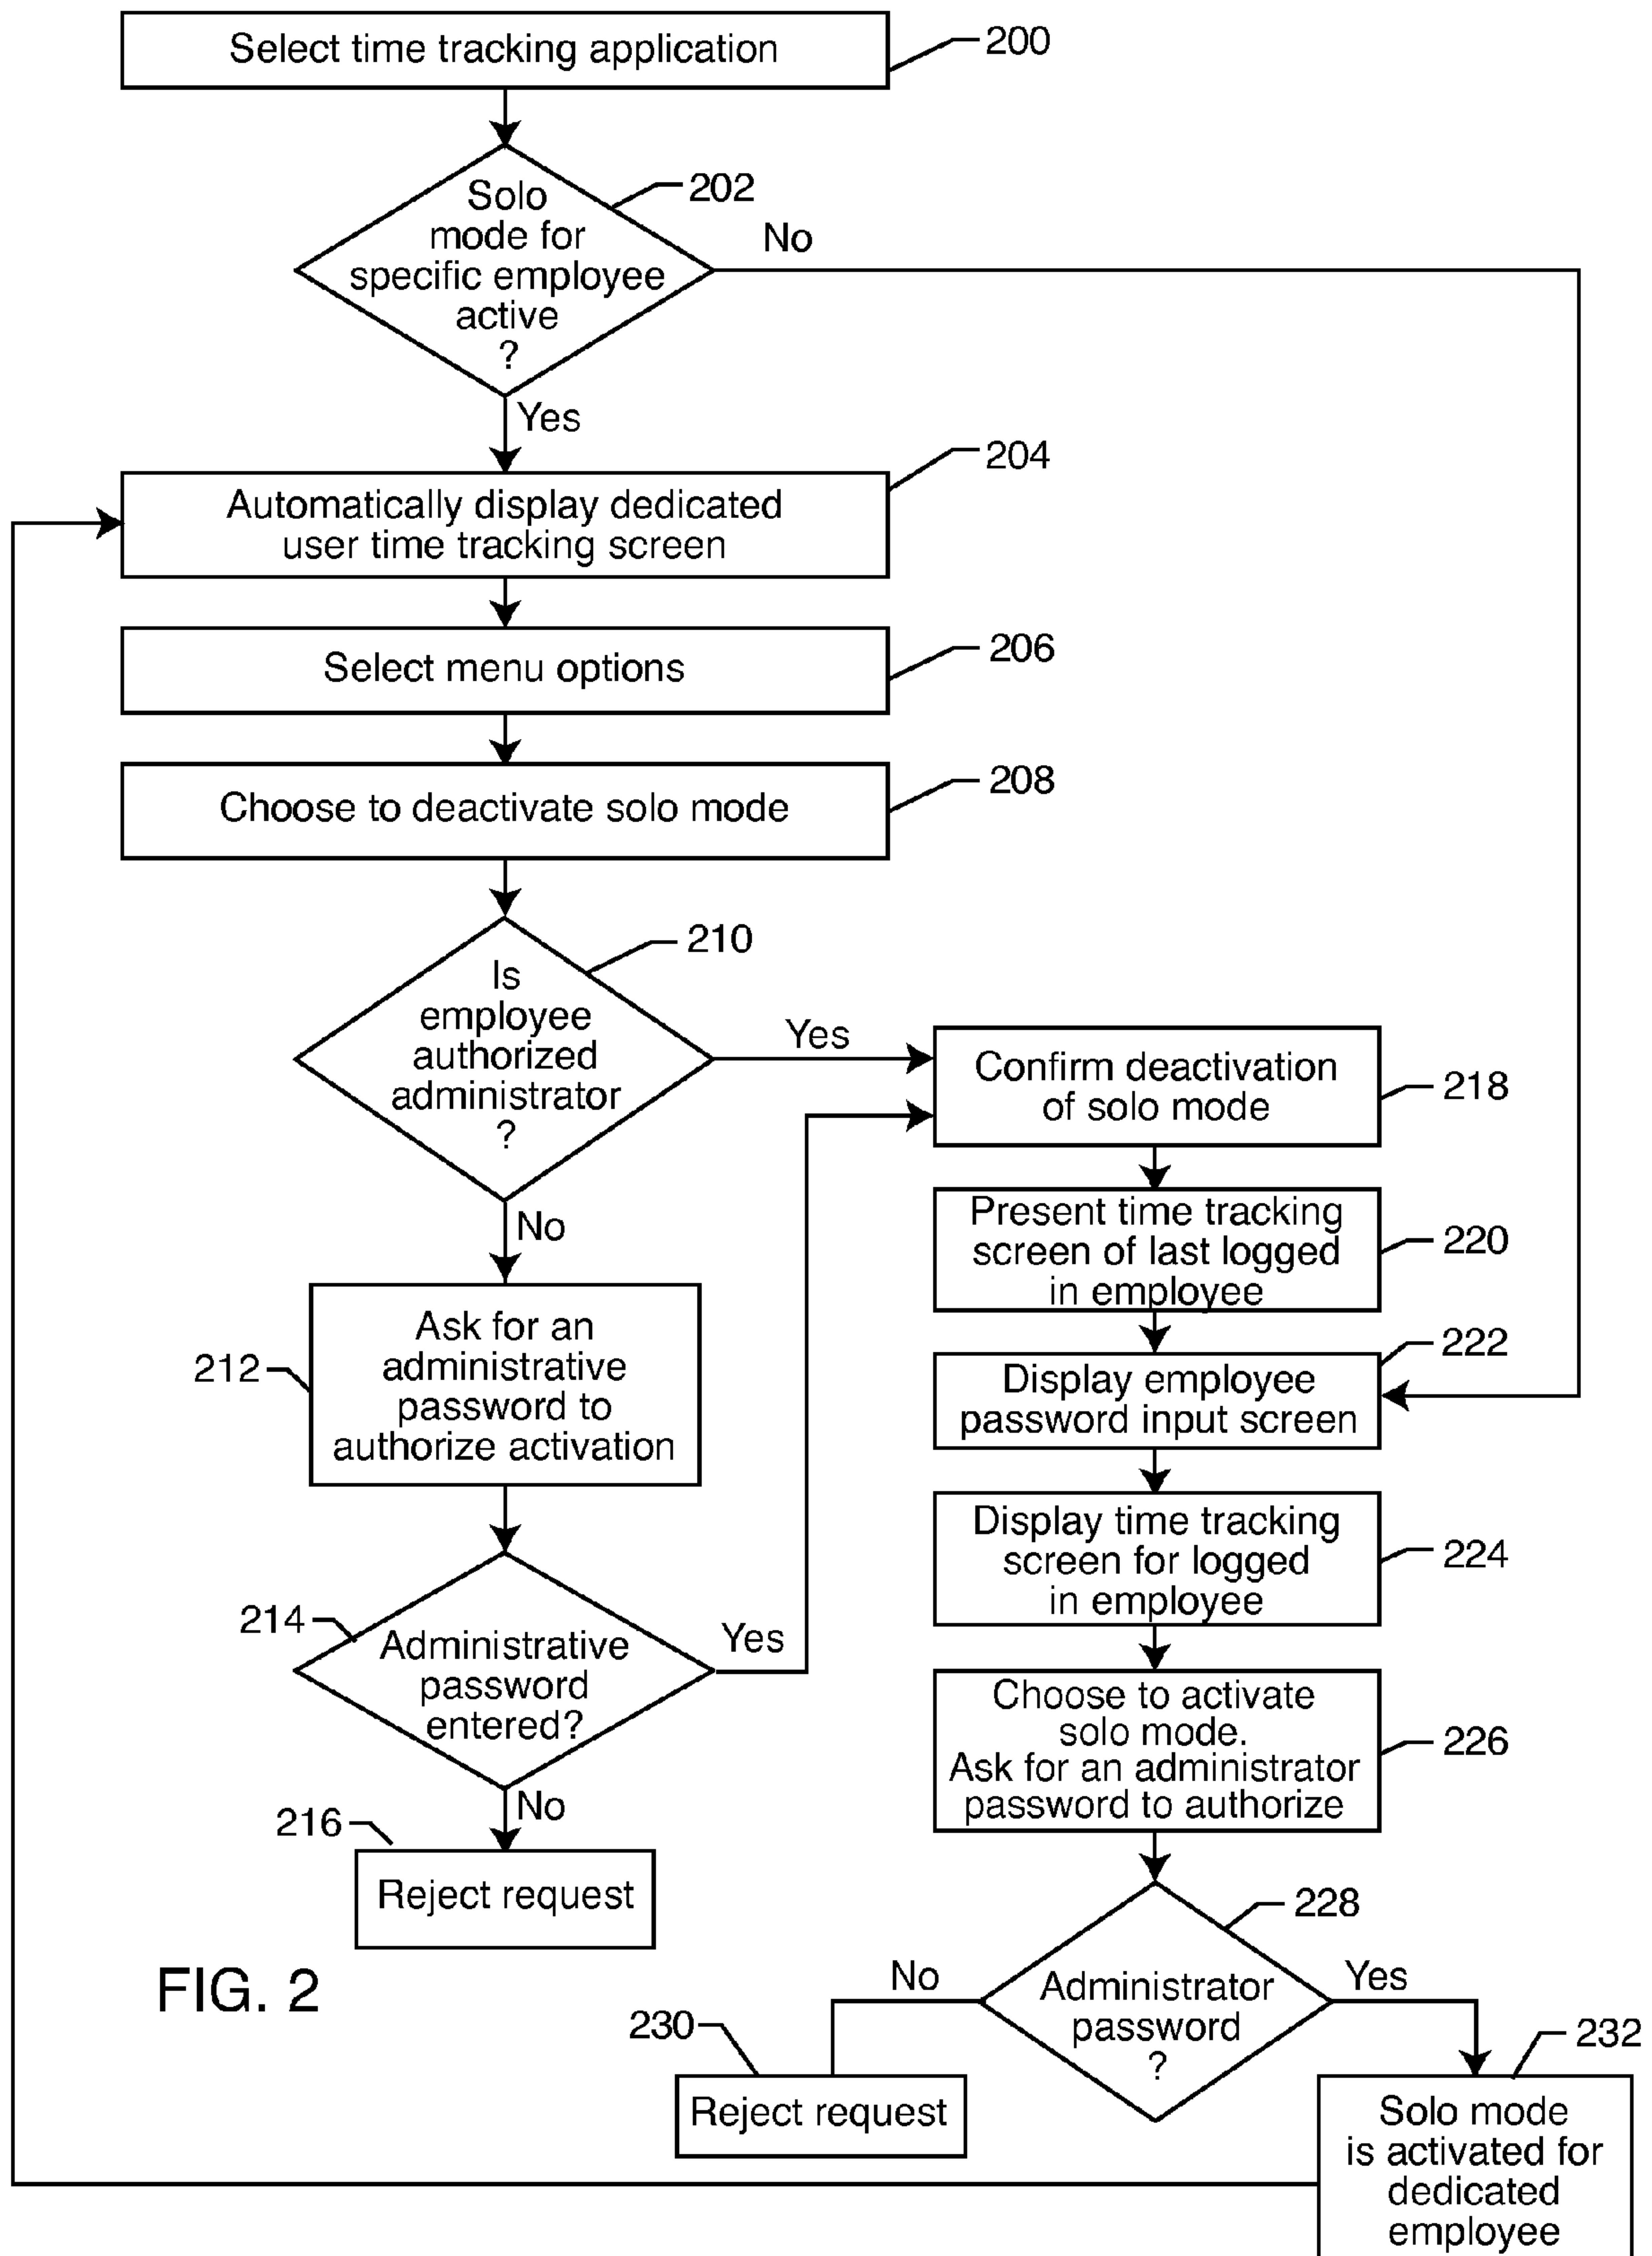 Select time tracking application
200
Solo
mode for
specific employee
active
?
202
No
Yes
Automatically display dedicated
user time tracking screen
204
Select menu options
206
Choose to deactivate solo mode
208
Is
employee
authorized
administrator
?
210
Yes
No
Ask for an
administrative
password to
authorize activation
212
Administrative
password
entered?
214
Yes
No
216
Reject request
Confirm deactivation
of solo mode
218
Present time tracking
screen of last logged
in employee
220
Display employee
password input screen
222
Display time tracking
screen for logged
in employee
224
Choose to activate
solo mode.
Ask for an administrator
password to authorize
226
Administrator
password
?
228
No
Yes
230
Reject request
232
Solo mode
is activated for
dedicated
employee
FIG. 2